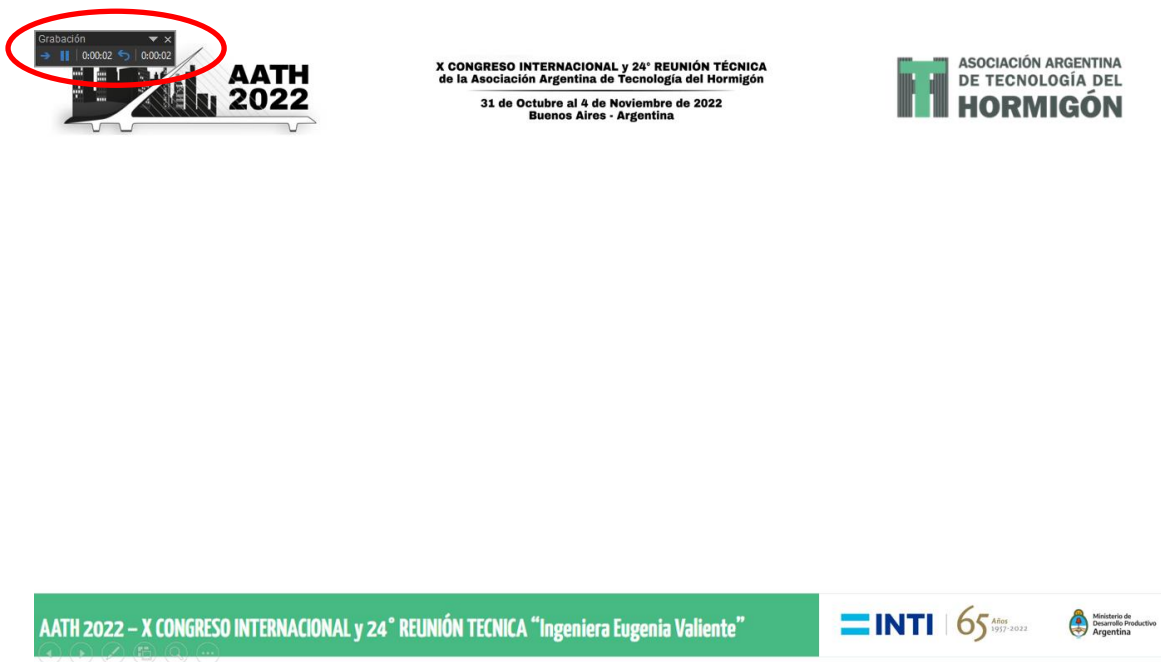 Grabación
0:00:02 0:00:02
AATH
2022
X CONGRESO INTERNACIONAL y 24° REUNIÓN TÉCNICA
de la Asociación Argentina de Tecnología del Hormigón
31 de Octubre al 4 de Noviembre de 2022
Buenos Aires - Argentina
ASOCIACIÓN ARGENTINA
DE TECNOLOGÍA DEL
HORMIGÓN
AATH 2022 – X CONGRESO INTERNACIONAL y 24° REUNIÓN TECNICA “Ingeniera Eugenia Valiente”
INTI
65 Años
1957-2022
Ministerio de
Desarrollo Productivo
Argentina